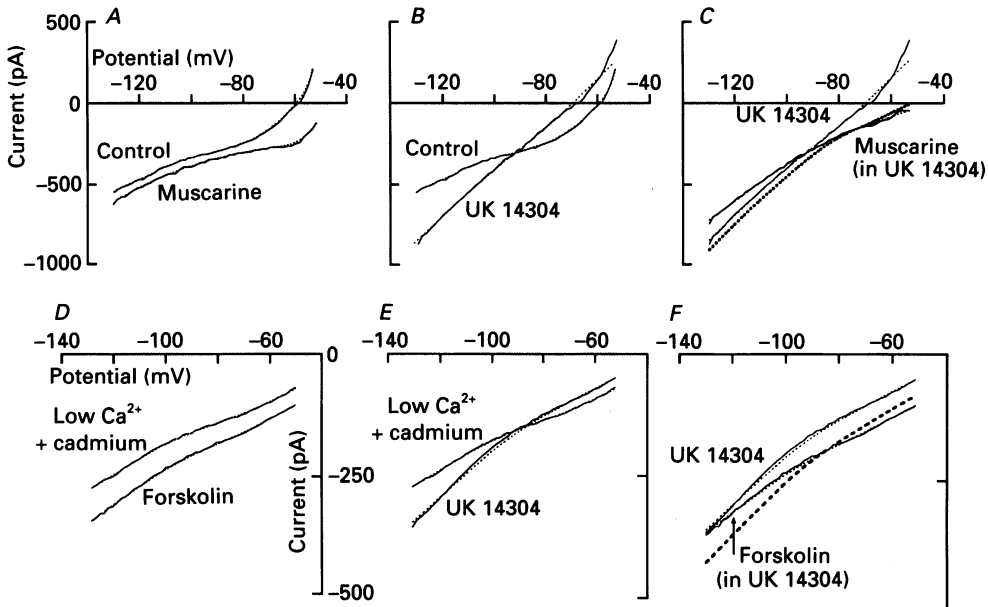 A
B
C
500
Potential (mV)
−120 −80 −40
−120 −80 −40
−120 −80 −40
Current (pA)
0
UK 14304
Control
Control
Muscarine
(in UK 14304)
−500
Muscarine
UK 14304
−1000
D
E
F
−140 −100 −60
0
−100 −60
−140 −100 −60
Potential (mV)
Low Ca²⁺
+ cadmium
Low Ca²⁺
+ cadmium
UK 14304
Forskolin
−250
UK 14304
Current (pA)
Forskolin
(in UK 14304)
−500